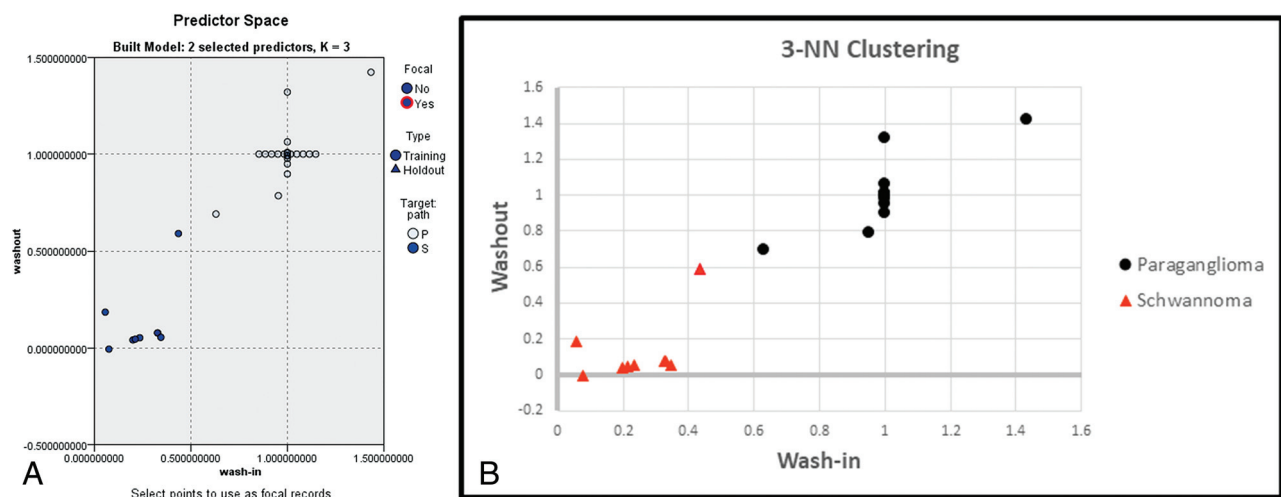 Predictor Space
Built Model: 2 selected predictors, K = 3
1.500000000
1.000000000
0.500000000
0.000000000
-0.500000000
washout
0.000000000 0.500000000 1.000000000 1.500000000
wash-in
Select points to use as focal records
Focal
No
Yes
Type
Training
Holdout
Target:
path
P
S
A
3-NN Clustering
1.6
1.4
1.2
1
0.8
0.6
0.4
0.2
0
-0.2
Washout
0 0.2 0.4 0.6 0.8 1 1.2 1.4 1.6
Wash-in
Paraganglioma
Schwannoma
B